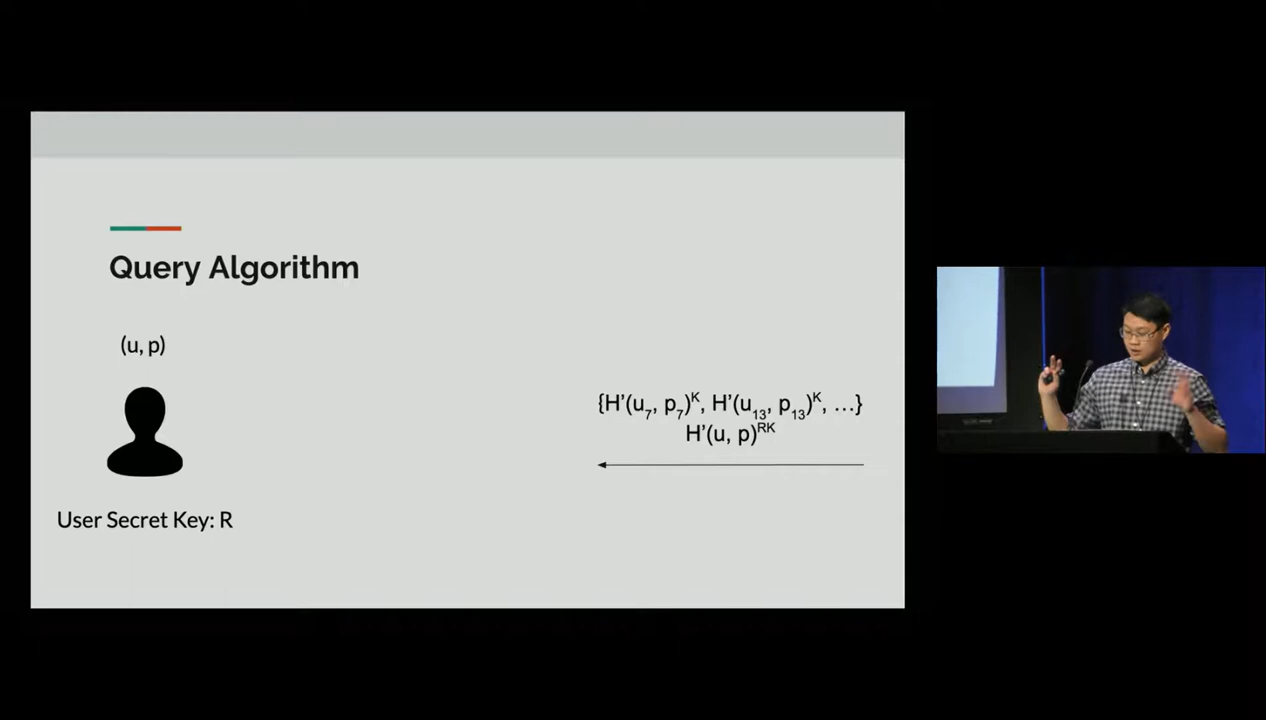 Query Algorithm
(u, p)
{H’(u₇, p₇)ᴷ, H’(u₁₃, p₁₃)ᴷ, …}
H’(u, p)ᴿᴷ
User Secret Key: R